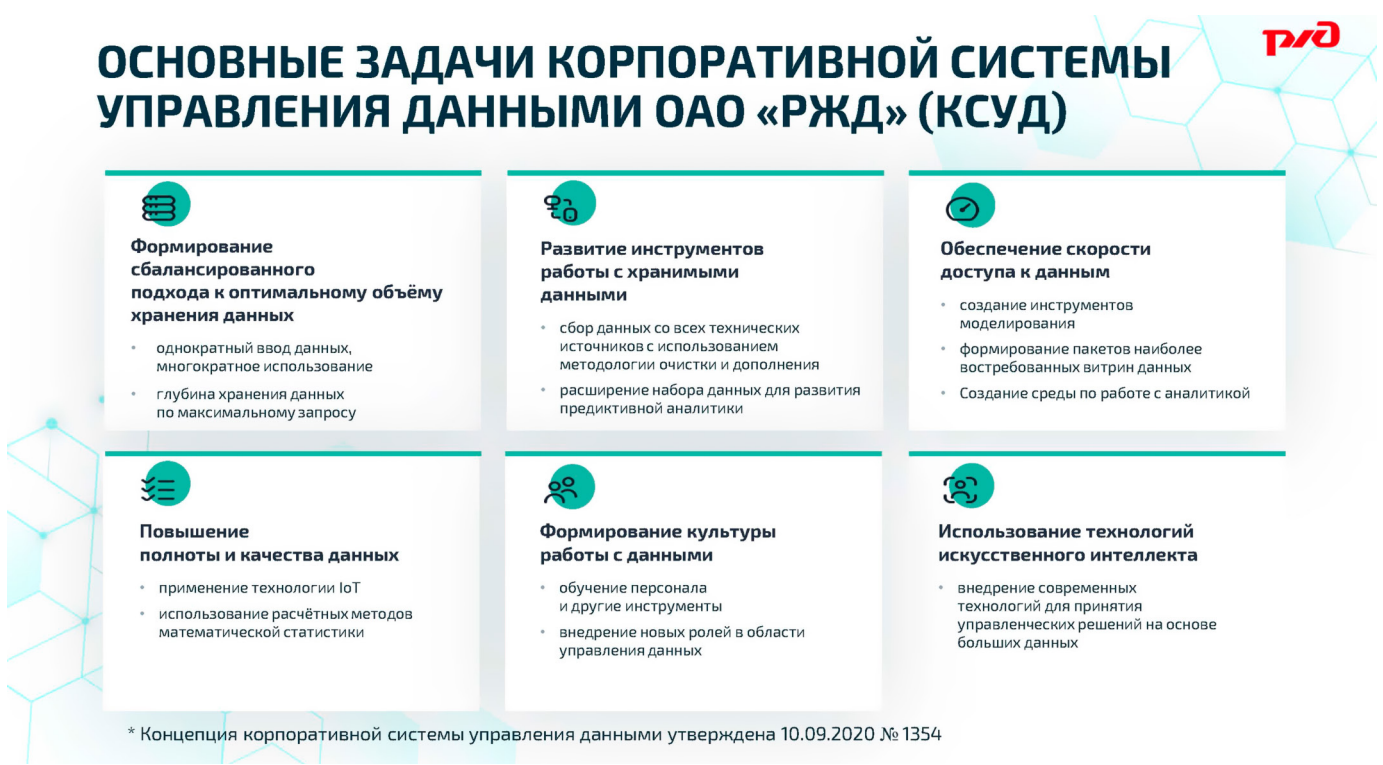 ОСНОВНЫЕ ЗАДАЧИ КОРПОРАТИВНОЙ СИСТЕМЫ
УПРАВЛЕНИЯ ДАННЫМИ ОАО «РЖД» (КСУД)
ржд
Формирование
сбалансированного
подхода к оптимальному объёму
хранения данных
• однократный ввод данных,
многократное использование
• глубина хранения данных
по максимальному запросу
Развитие инструментов
работы с хранимыми
данными
• сбор данных со всех технических
источников с использованием
методологии очистки и дополнения
• расширение набора данных для развития
предиктивной аналитики
Обеспечение скорости
доступа к данным
• создание инструментов
моделирования
• формирование пакетов наиболее
востребованных витрин данных
• Создание среды по работе с аналитикой
Повышение
полноты и качества данных
• применение технологии IoT
• использование расчётных методов
математической статистики
Формирование культуры
работы с данными
• обучение персонала
и другие инструменты
• внедрение новых ролей в области
управления данных
Использование технологий
искусственного интеллекта
• внедрение современных
технологий для принятия
управленческих решений на основе
больших данных
* Концепция корпоративной системы управления данными утверждена 10.09.2020 № 1354